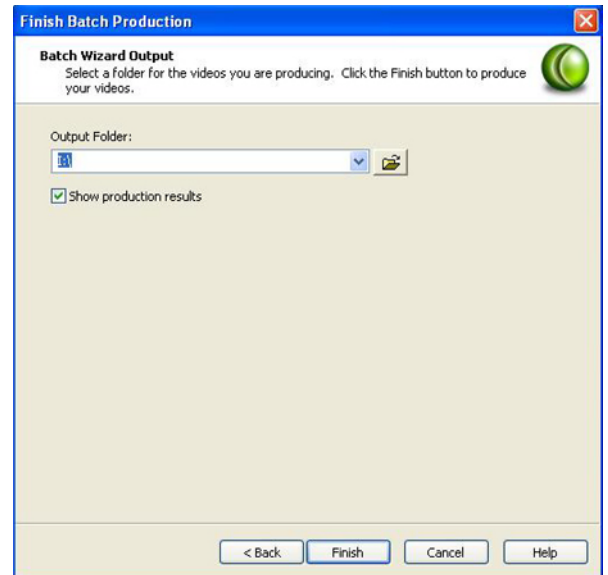 Finish Batch Production
Batch Wizard Output
Select a folder for the videos you are producing. Click the Finish button to produce
your videos.
Output Folder:
I:\
Show production results
< Back Finish Cancel Help